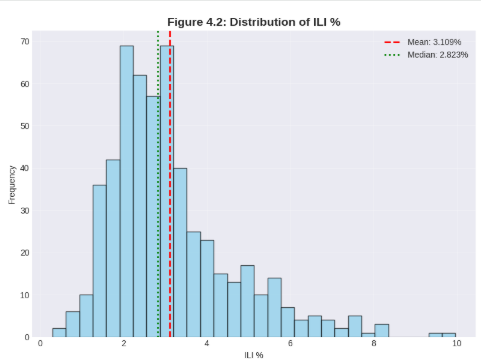 Figure 4.2: Distribution of ILI %
Mean: 3.109%
Median: 2.823%
70
60
50
40
30
20
10
0
Frequency
0 2 4 6 8 10
ILI %